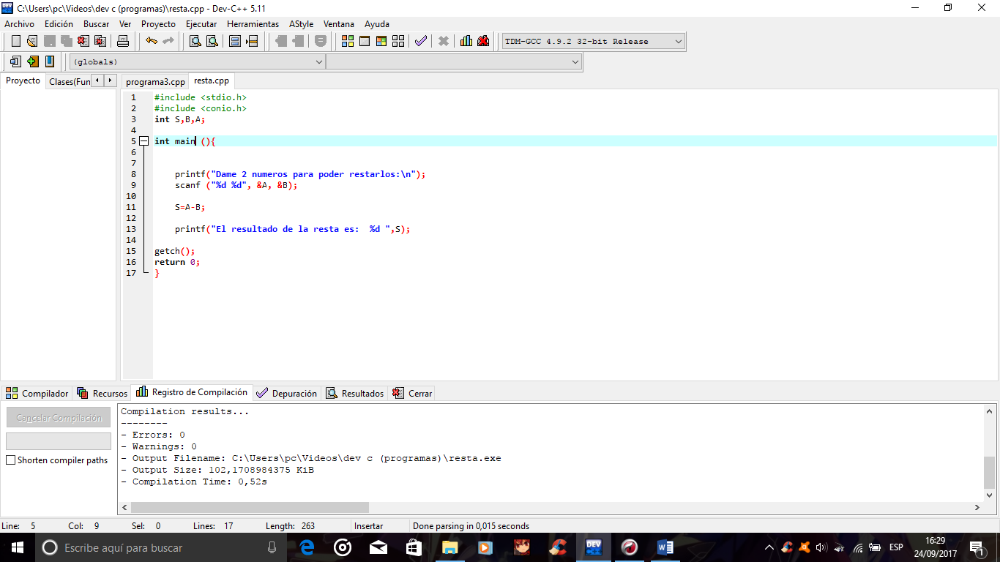 C:\Users\pc\Videos\dev c (programas)\resta.cpp - Dev-C++ 5.11
Archivo Edición Buscar Ver Proyecto Ejecutar Herramientas AStyle Ventana Ayuda
TDM-GCC 4.9.2 32-bit Release
(globals)
Proyecto Clases(Fun programa3.cpp resta.cpp
1 #include <stdio.h>
2 #include <conio.h>
3 int S,B,A;
4
5 int main (){
6
7
8 printf("Dame 2 numeros para poder restarlos:\n");
9 scanf ("%d %d", &A, &B);
10
11 S=A-B;
12
13 printf("El resultado de la resta es:  %d ",S);
14
15 getch();
16 return 0;
17 }
Compilador Recursos Registro de Compilación Depuración Resultados Cerrar
Cancelar Compilación
Shorten compiler paths
Compilation results...
--------
- Errors: 0
- Warnings: 0
- Output Filename: C:\Users\pc\Videos\dev c (programas)\resta.exe
- Output Size: 102,1708984375 KiB
- Compilation Time: 0,52s
Line: 5 Col: 9 Sel: 0 Lines: 17 Length: 263 Insertar Done parsing in 0,015 seconds
Escribe aquí para buscar
DEV
ESP
16:29
24/09/2017
1